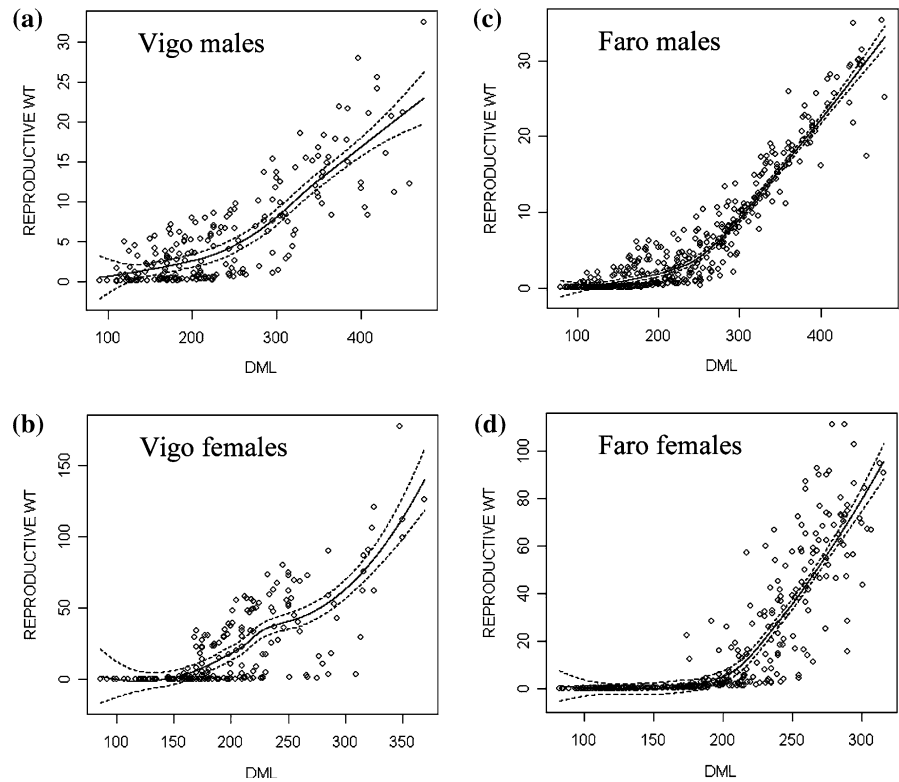 (a)
Vigo males
REPRODUCTIVE WT
0 5 10 15 20 25 30
100 200 300 400
DML
(c)
Faro males
REPRODUCTIVE WT
0 10 20 30
100 200 300 400
DML
(b)
Vigo females
REPRODUCTIVE WT
0 50 100 150
100 150 200 250 300 350
DML
(d)
Faro females
REPRODUCTIVE WT
0 20 40 60 80 100
100 150 200 250 300
DML